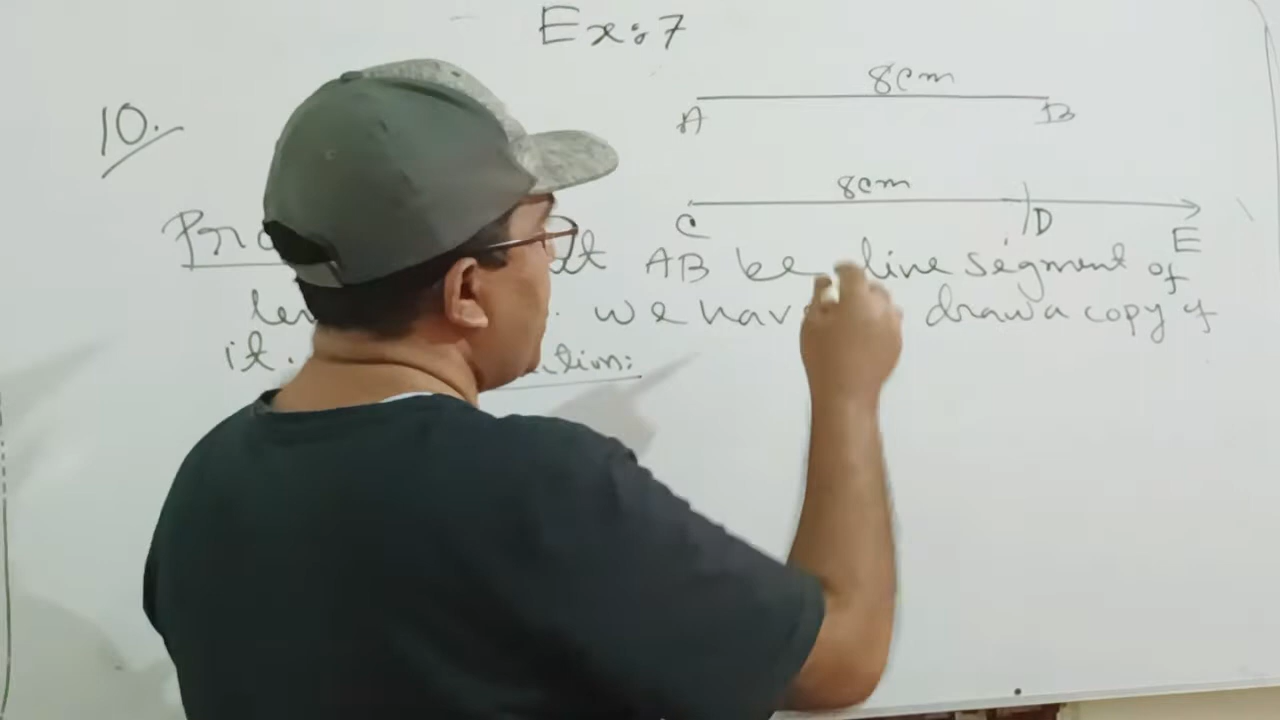 Ex:7
10.
8cm
A B
8cm
C D E
AB be line segment of
we have draw a copy of
it.